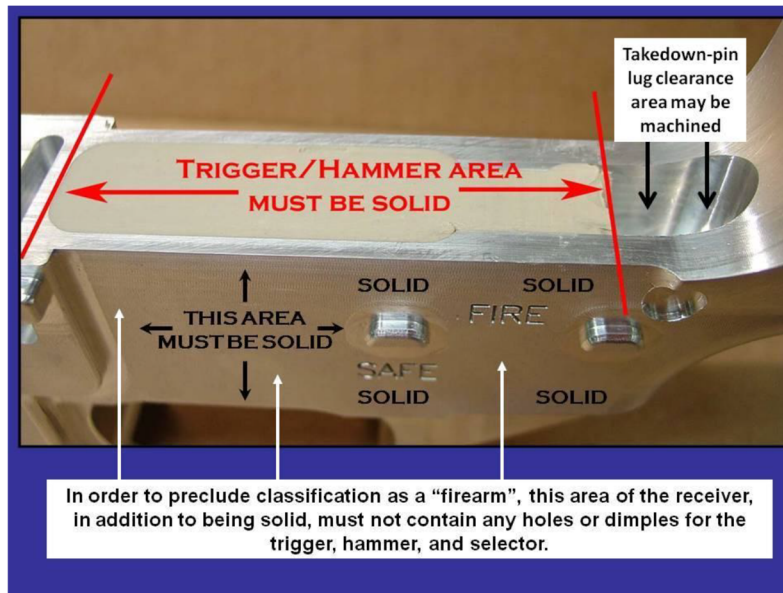 Takedown-pin
lug clearance
area may be
machined
TRIGGER/HAMMER AREA
MUST BE SOLID
SOLID
SOLID
FIRE
THIS AREA
MUST BE SOLID
SAFE
SOLID
SOLID
In order to preclude classification as a “firearm”, this area of the receiver,
in addition to being solid, must not contain any holes or dimples for the
trigger, hammer, and selector.